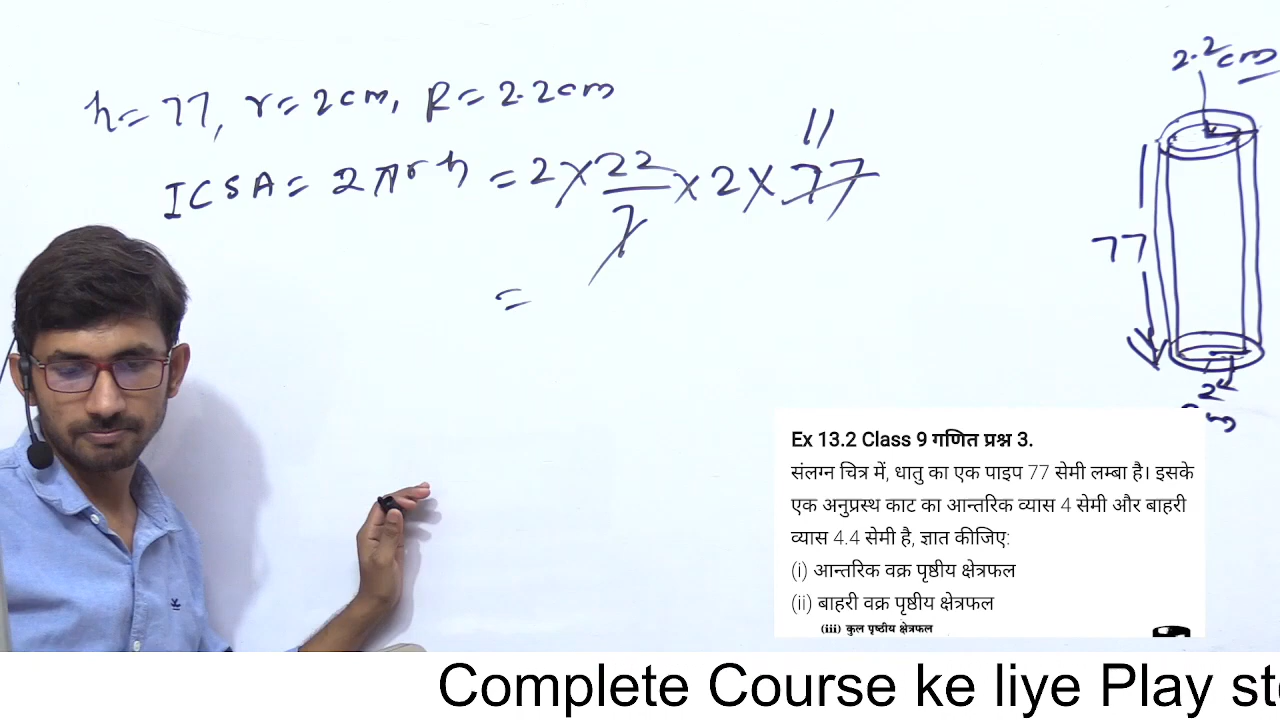 h = 77, r = 2 cm, R = 2.2 cm
ICSA = 2πrh = 2 × 22/7 × 2 × 77
11
=
2.2 cm
77
2
Ex 13.2 Class 9 गणित प्रश्न 3.
संलग्न चित्र में, धातु का एक पाइप 77 सेमी लम्बा है। इसके
एक अनुप्रस्थ काट का आन्तरिक व्यास 4 सेमी और बाहरी
व्यास 4.4 सेमी है, ज्ञात कीजिए:
(i) आन्तरिक वक्र पृष्ठीय क्षेत्रफल
(ii) बाहरी वक्र पृष्ठीय क्षेत्रफल
(iii) कुल पृष्ठीय क्षेत्रफल
Complete Course ke liye Play